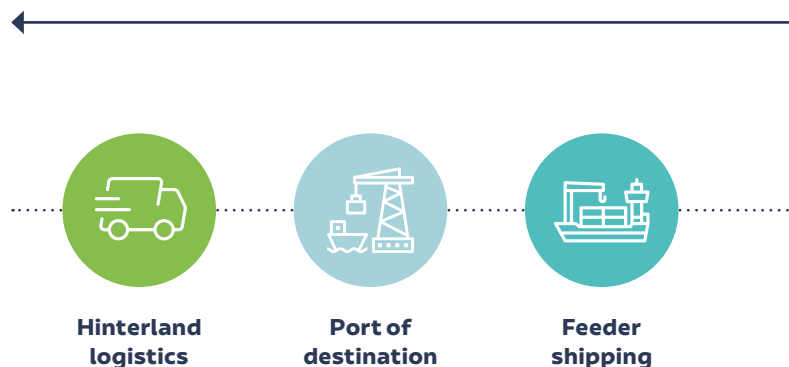 Hinterland
logistics
Port of
destination
Feeder
shipping